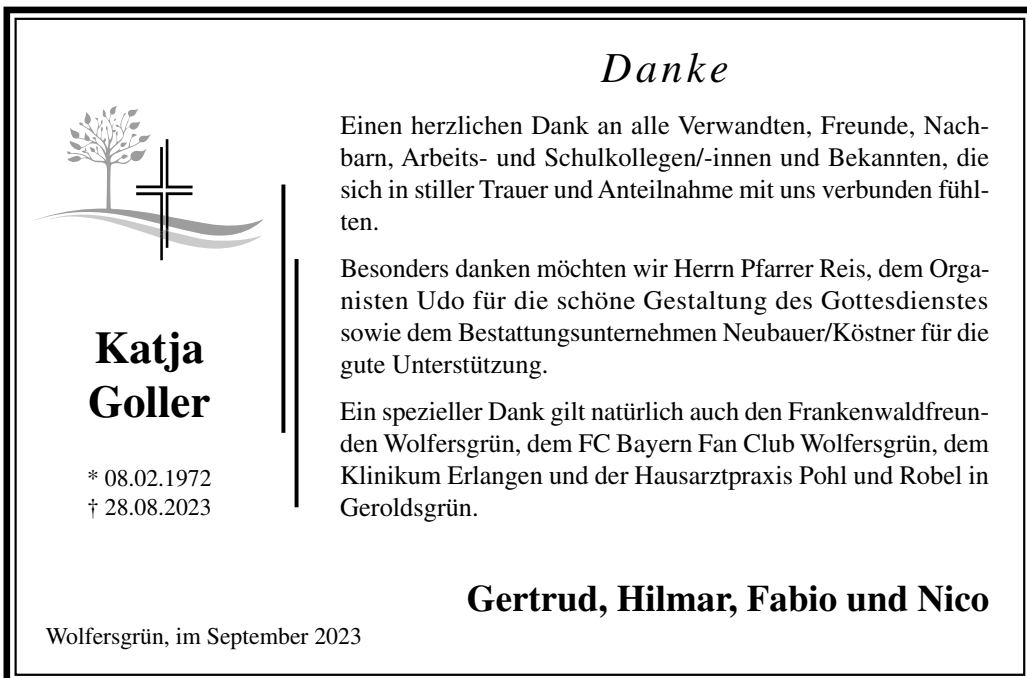 Danke
Einen herzlichen Dank an alle Verwandten, Freunde, Nach-
barn, Arbeits- und Schulkollegen/-innen und Bekannten, die
sich in stiller Trauer und Anteilnahme mit uns verbunden fühl-
ten.
Besonders danken möchten wir Herrn Pfarrer Reis, dem Orga-
nisten Udo für die schöne Gestaltung des Gottesdienstes
sowie dem Bestattungsunternehmen Neubauer/Köstner für die
gute Unterstützung.
Ein spezieller Dank gilt natürlich auch den Frankenwaldfreun-
den Wolfersgrün, dem FC Bayern Fan Club Wolfersgrün, dem
Klinikum Erlangen und der Hausarztpraxis Pohl und Robel in
Geroldsgrün.
Katja
Goller
* 08.02.1972
† 28.08.2023
Gertrud, Hilmar, Fabio und Nico
Wolfersgrün, im September 2023